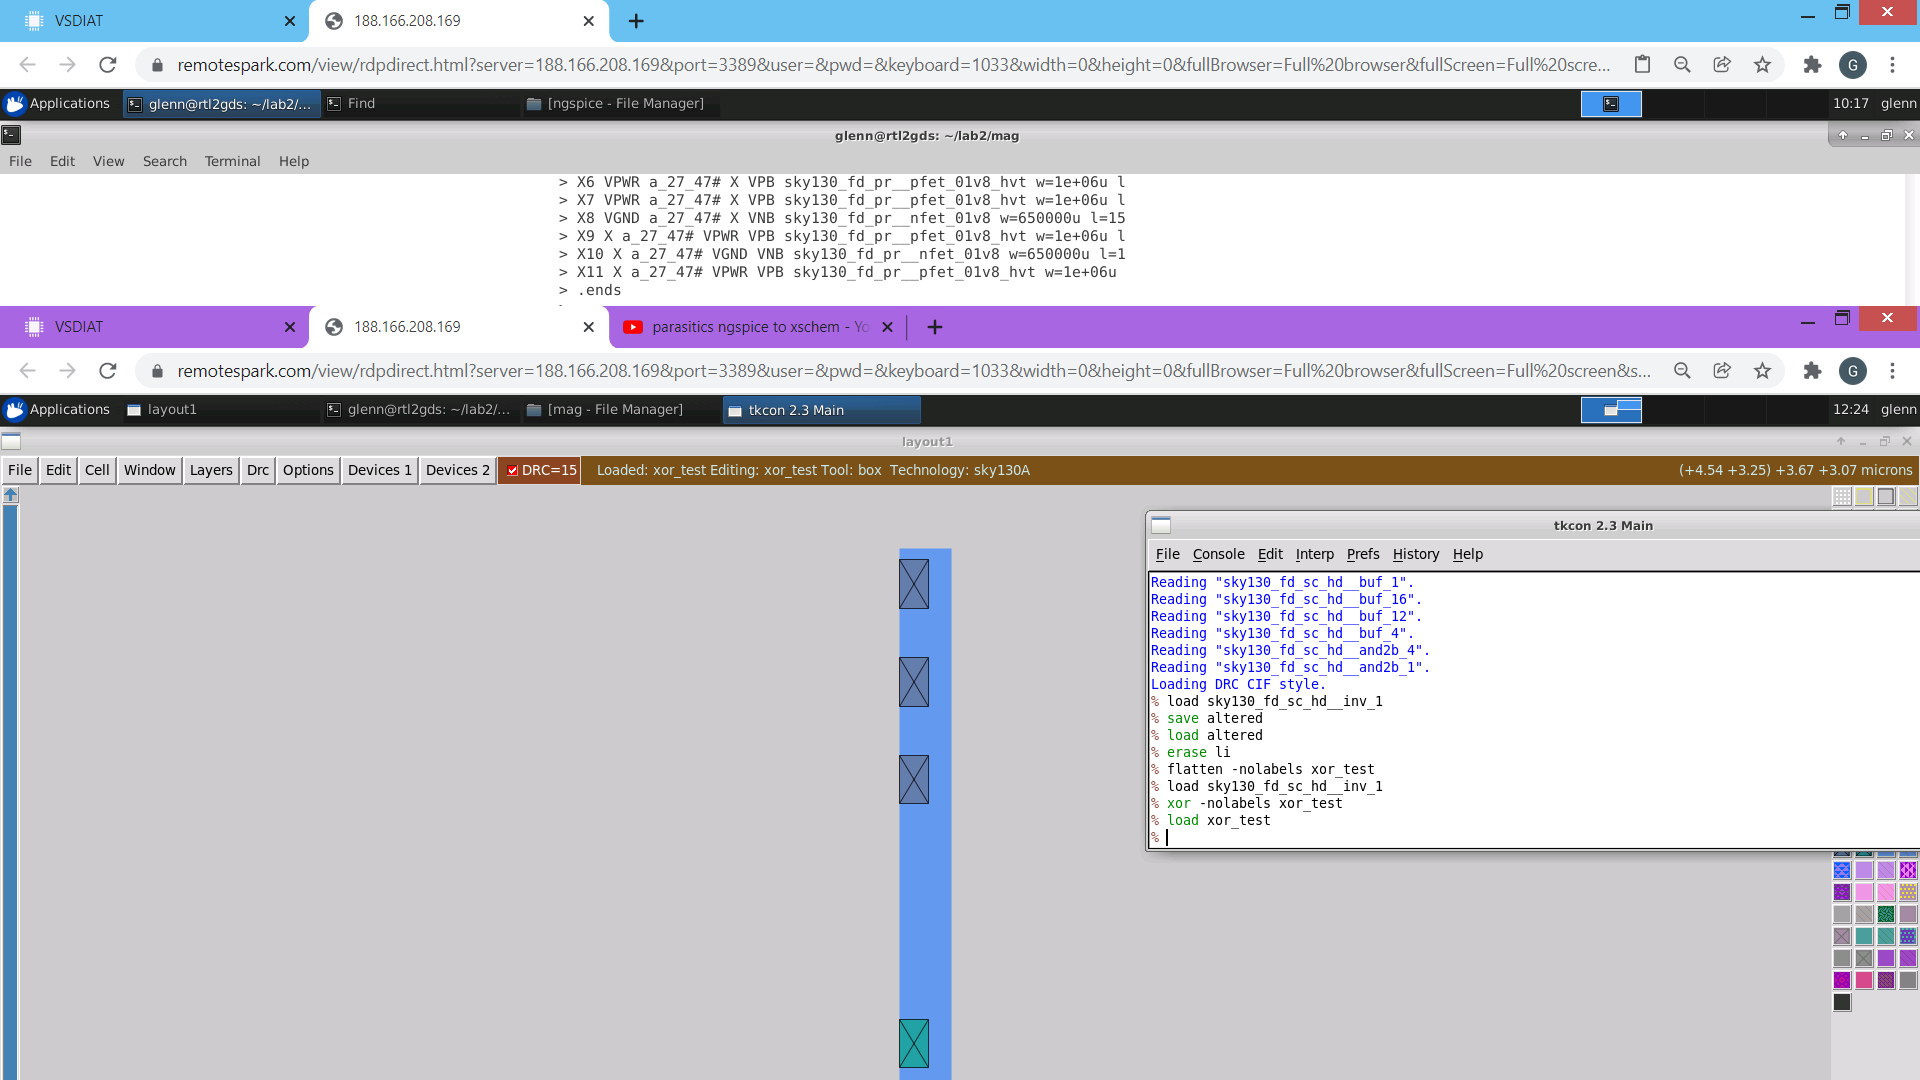 VSDIAT
188.166.208.169
remotespark.com/view/rdpdirect.html?server=188.166.208.169&port=3389&user=&pwd=&keyboard=1033&width=0&height=0&fullBrowser=Full%20browser&fullScreen=Full%20scre...
G
Applications
glenn@rtl2gds: ~/lab2/...
Find
[ngspice - File Manager]
10:17
glenn
glenn@rtl2gds: ~/lab2/mag
File Edit View Search Terminal Help
> X6 VPWR a_27_47# X VPB sky130_fd_pr__pfet_01v8_hvt w=1e+06u l
> X7 VPWR a_27_47# X VPB sky130_fd_pr__pfet_01v8_hvt w=1e+06u l
> X8 VGND a_27_47# X VNB sky130_fd_pr__nfet_01v8 w=650000u l=15
> X9 X a_27_47# VPWR VPB sky130_fd_pr__pfet_01v8_hvt w=1e+06u l
> X10 X a_27_47# VGND VNB sky130_fd_pr__nfet_01v8 w=650000u l=1
> X11 X a_27_47# VPWR VPB sky130_fd_pr__pfet_01v8_hvt w=1e+06u
> .ends
VSDIAT
188.166.208.169
parasitics ngspice to xschem - Yo
remotespark.com/view/rdpdirect.html?server=188.166.208.169&port=3389&user=&pwd=&keyboard=1033&width=0&height=0&fullBrowser=Full%20browser&fullScreen=Full%20screen&s...
G
Applications
layout1
glenn@rtl2gds: ~/lab2/...
[mag - File Manager]
tkcon 2.3 Main
12:24
glenn
layout1
File Edit Cell Window Layers Drc Options Devices 1 Devices 2 DRC=15 Loaded: xor_test Editing: xor_test Tool: box Technology: sky130A (+4.54 +3.25) +3.67 +3.07 microns
tkcon 2.3 Main
File Console Edit Interp Prefs History Help
Reading "sky130_fd_sc_hd__buf_1".
Reading "sky130_fd_sc_hd__buf_16".
Reading "sky130_fd_sc_hd__buf_12".
Reading "sky130_fd_sc_hd__buf_4".
Reading "sky130_fd_sc_hd__and2b_4".
Reading "sky130_fd_sc_hd__and2b_1".
Loading DRC CIF style.
% load sky130_fd_sc_hd__inv_1
% save altered
% load altered
% erase li
% flatten -nolabels xor_test
% load sky130_fd_sc_hd__inv_1
% xor -nolabels xor_test
% load xor_test
%